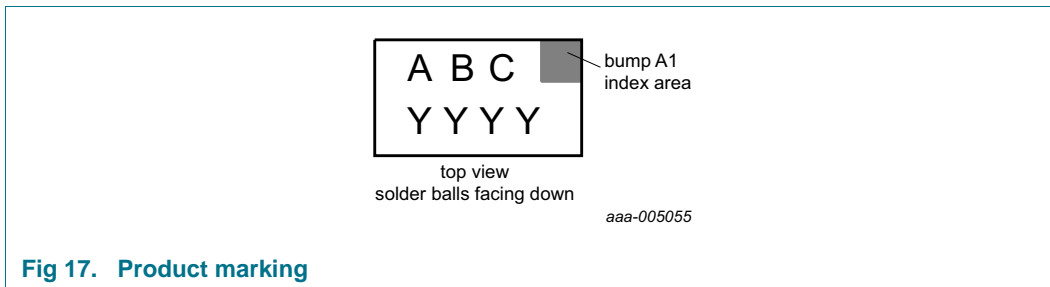 A B C
bump A1
index area
Y Y Y Y
top view
solder balls facing down
aaa-005055
Fig 17. Product marking